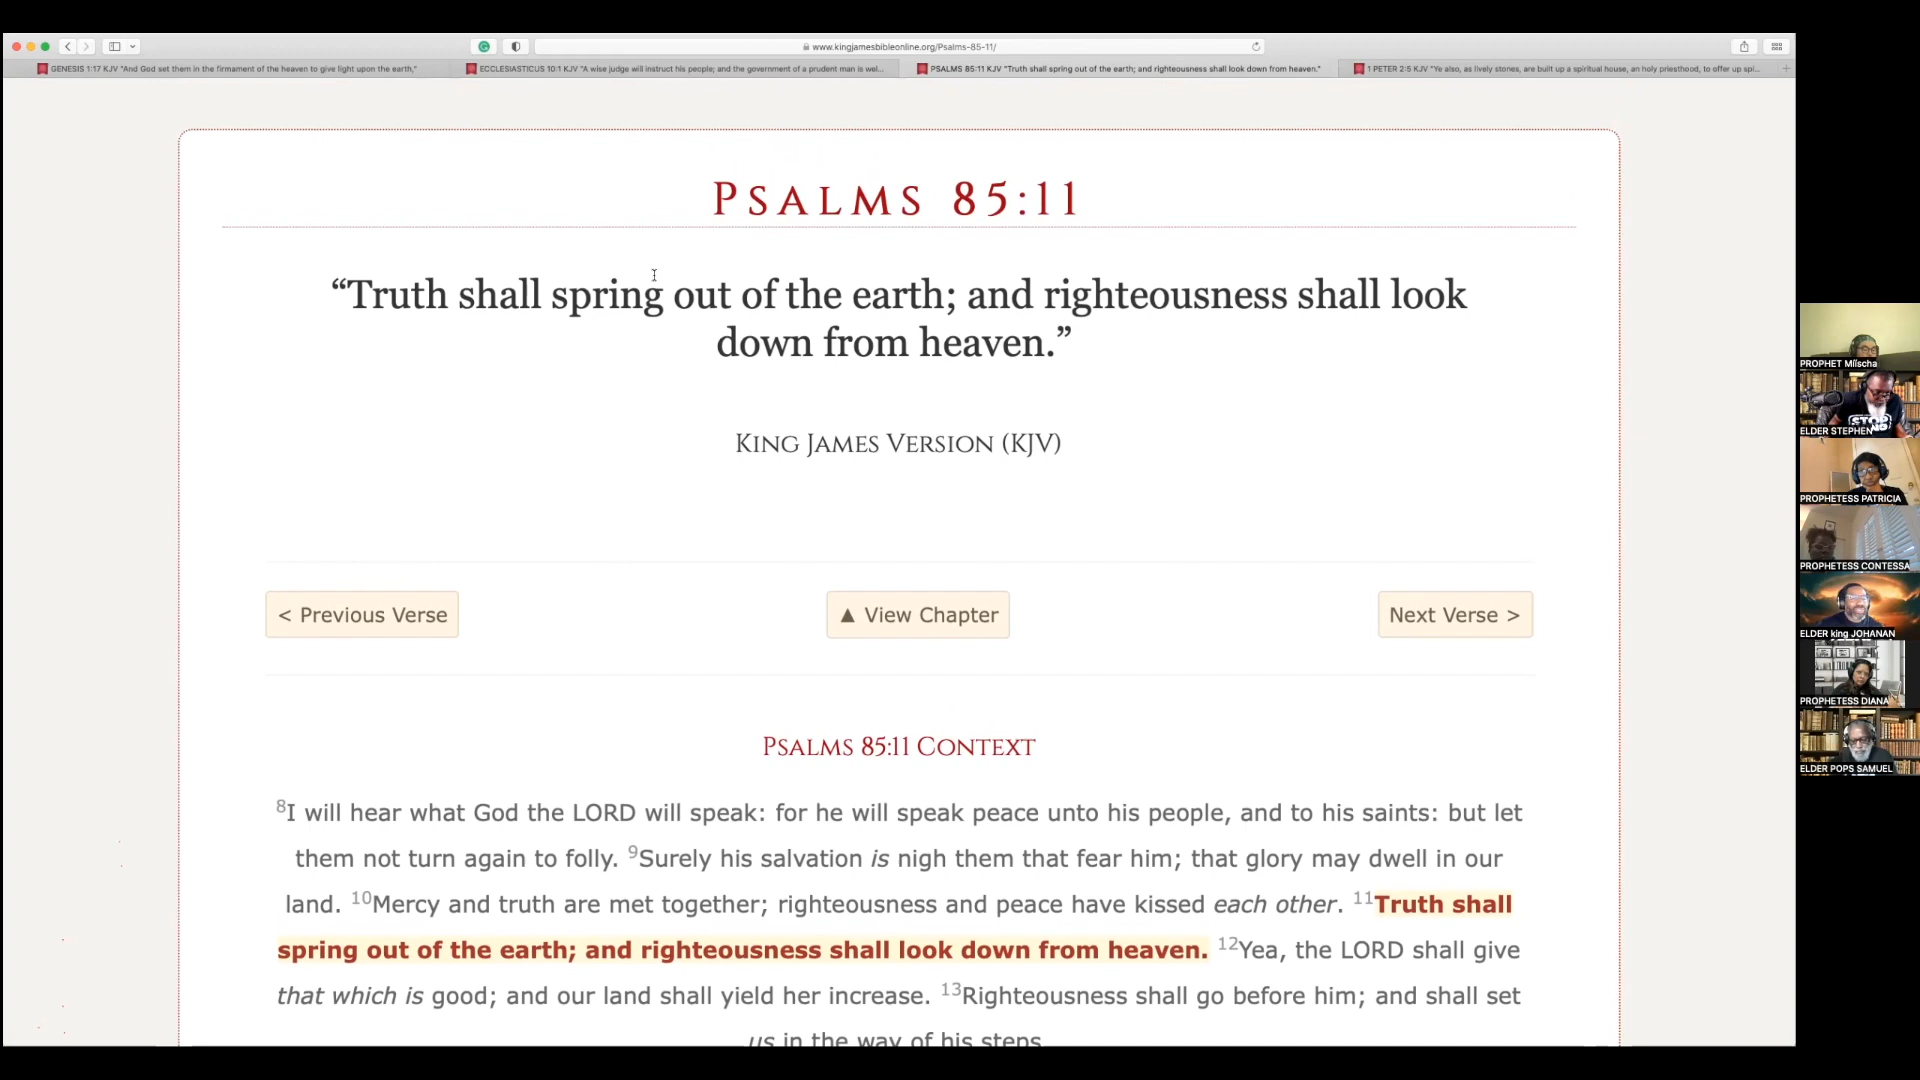 www.kingjamesbibleonline.org/Psalms-85-11/
GENESIS 1:17 KJV "And God set them in the firmament of the heaven to give light upon the earth,"
ECCLESIASTICUS 10:1 KJV "A wise judge will instruct his people; and the government of a prudent man is wel...
PSALMS 85:11 KJV "Truth shall spring out of the earth; and righteousness shall look down from heaven."
1 PETER 2:5 KJV "Ye also, as lively stones, are built up a spiritual house, an holy priesthood, to offer up spi...
PSALMS 85:11
“Truth shall spring out of the earth; and righteousness shall look
down from heaven.”
KING JAMES VERSION (KJV)
< Previous Verse
▲ View Chapter
Next Verse >
PSALMS 85:11 CONTEXT
8I will hear what God the LORD will speak: for he will speak peace unto his people, and to his saints: but let
them not turn again to folly. 9Surely his salvation is nigh them that fear him; that glory may dwell in our
land. 10Mercy and truth are met together; righteousness and peace have kissed each other. 11Truth shall
spring out of the earth; and righteousness shall look down from heaven. 12Yea, the LORD shall give
that which is good; and our land shall yield her increase. 13Righteousness shall go before him; and shall set
us in the way of his steps.
PROPHET Miischa
STOP
ELDER STEPHEN
PROPHETESS PATRICIA
PROPHETESS CONTESSA
ELDER king JOHANAN
PROPHETESS DIANA
ELDER POPS SAMUEL